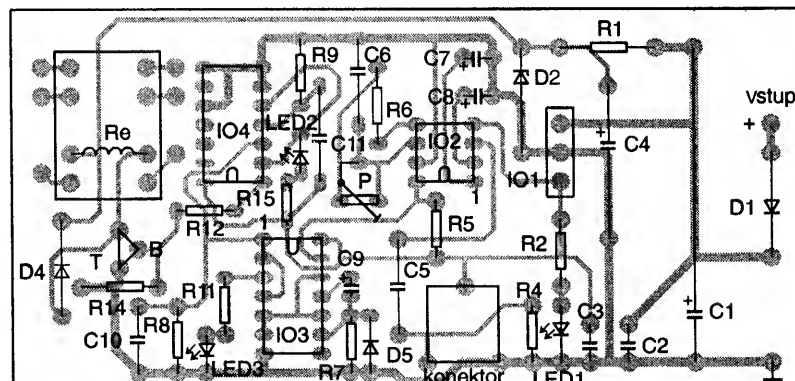 R1
R9
C6
C7
D2
vstup
Re
IO4
C8
R6
LED2
C11
IO2
+
C4
+
IO1
P
R15
R12
1
1
D1
T
B
R5
R2
D4
C9
C5
R14
R11
R4
C3
+
C1
C10
R8
IO3
D5
C2
LED3
R7
konektor
LED1